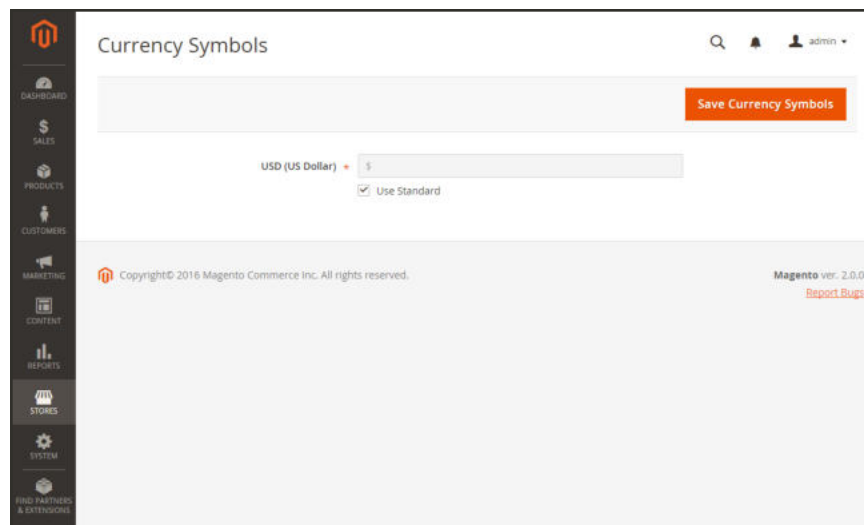 Currency Symbols
admin
DASHBOARD
$
SALES
PRODUCTS
CUSTOMERS
MARKETING
CONTENT
REPORTS
STORES
SYSTEM
FIND PARTNERS
& EXTENSIONS
Save Currency Symbols
USD (US Dollar) * $
Use Standard
Copyright© 2016 Magento Commerce Inc. All rights reserved.
Magento ver. 2.0.0
Report Bugs